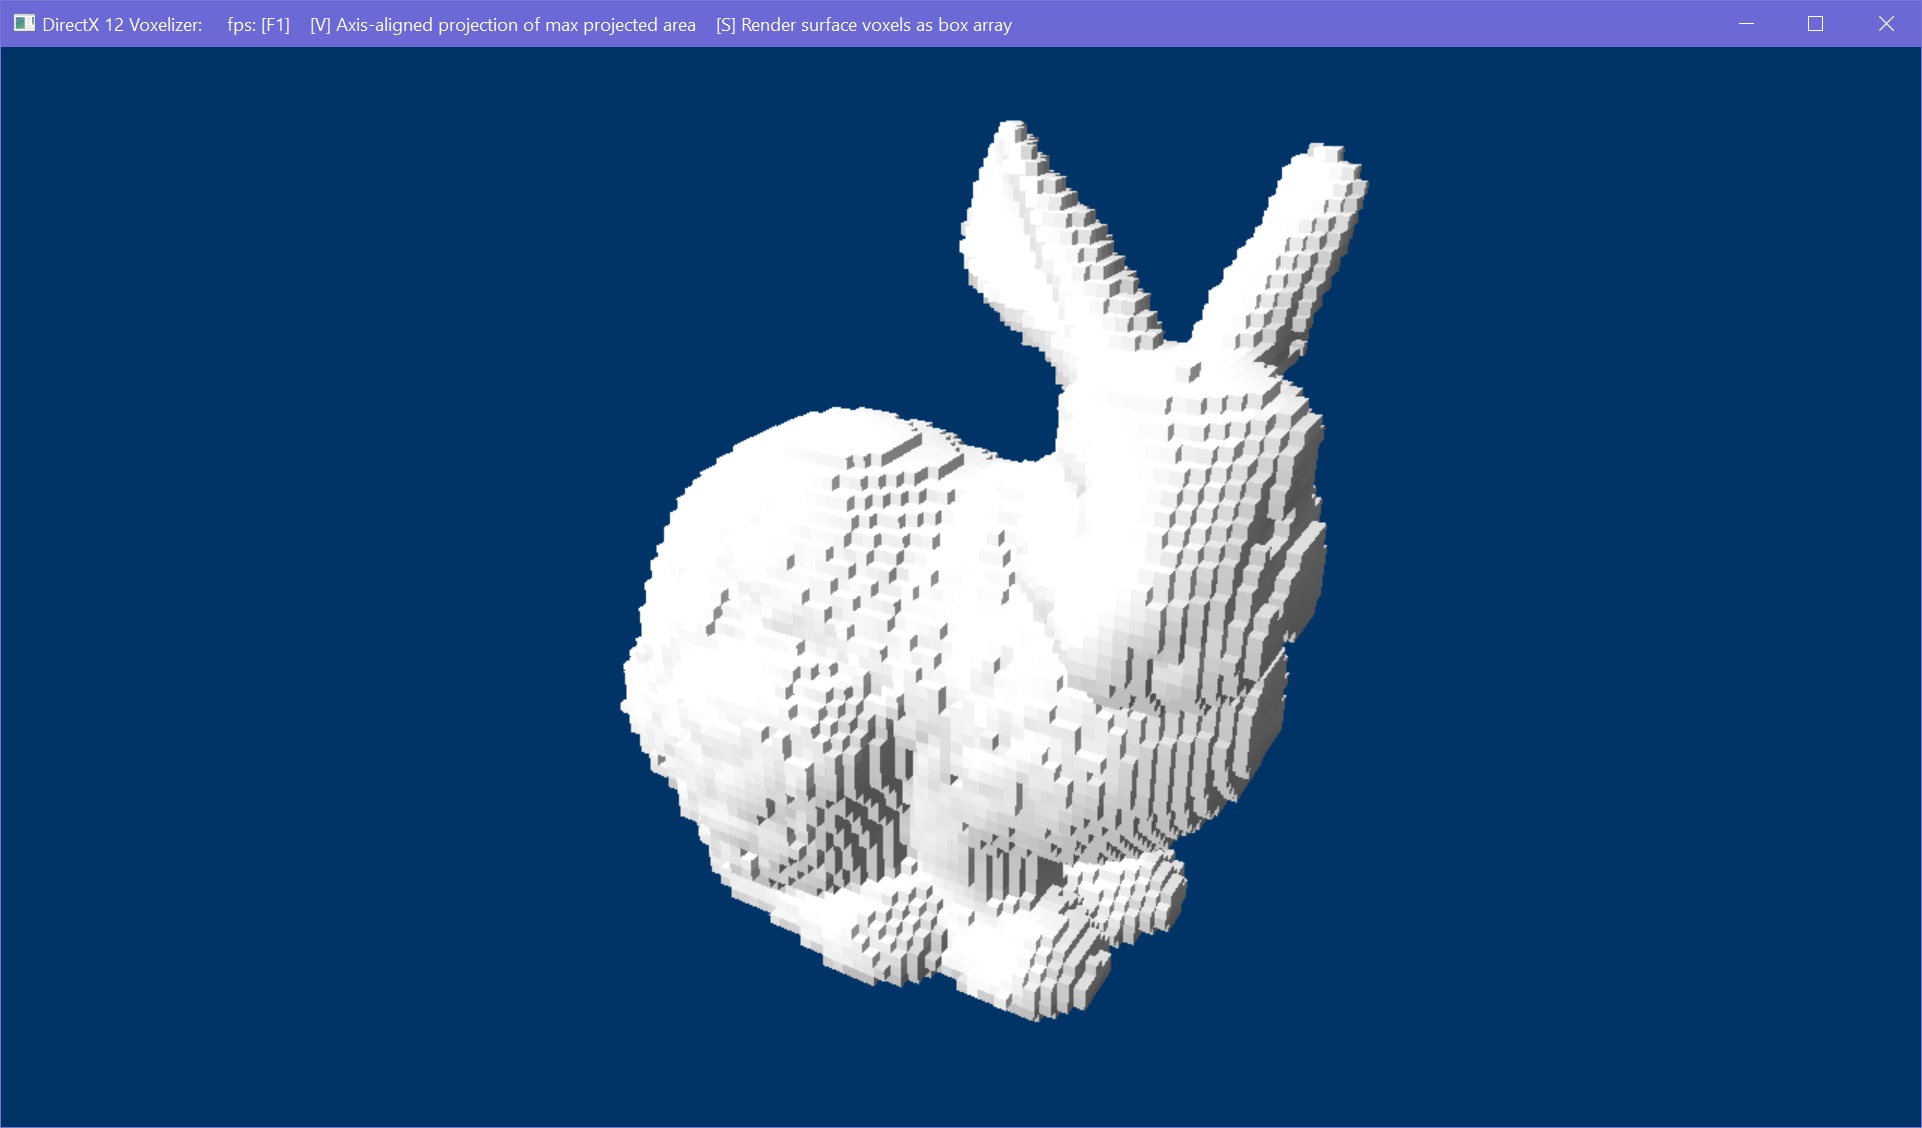 DirectX 12 Voxelizer: fps: [F1] [V] Axis-aligned projection of max projected area [S] Render surface voxels as box array